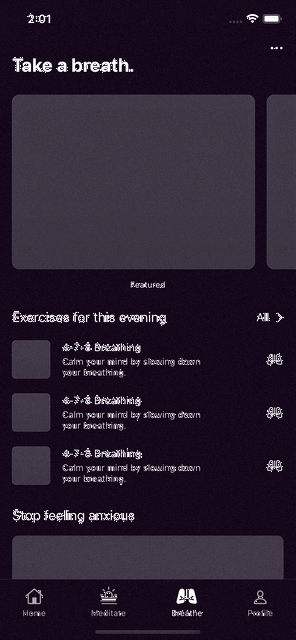 2:01
Take a breath.
Featured
Exercises for this evening
All
4-7-8 Breathing
Calm your mind by slowing down
your breathing.
4-7-8 Breathing
Calm your mind by slowing down
your breathing.
4-7-8 Breathing
Calm your mind by slowing down
your breathing.
Stop feeling anxious
Home
Meditate
Breathe
Profile